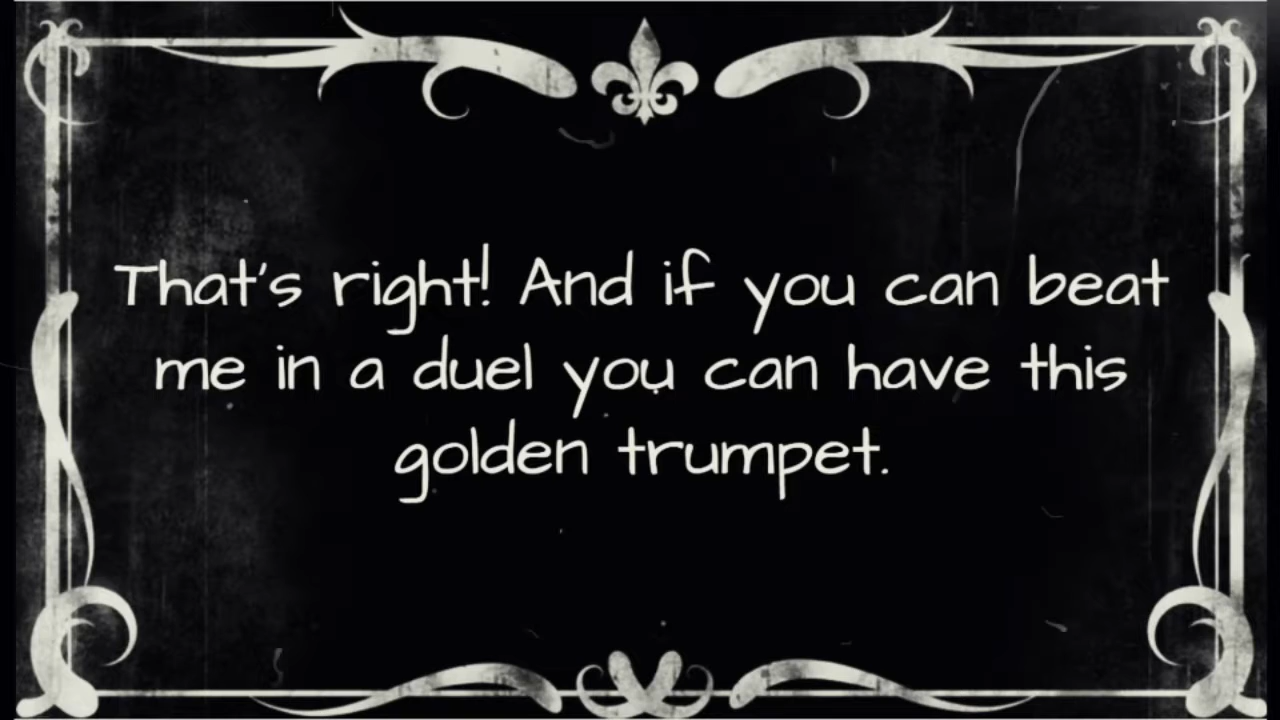 That's right! And if you can beat
me in a duel you can have this
golden trumpet.